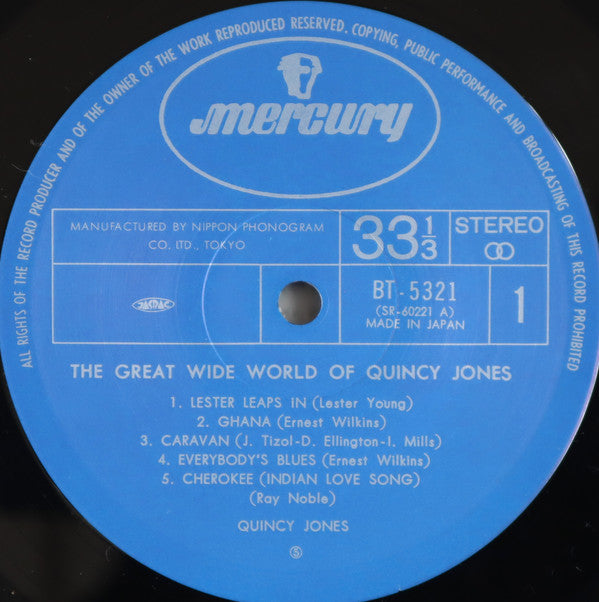 ALL RIGHTS OF THE RECORD PRODUCER AND OF THE OWNER OF THE WORK REPRODUCED RESERVED. COPYING, PUBLIC PERFORMANCE AND BROADCASTING OF THIS RECORD PROHIBITED
mercury
MANUFACTURED BY NIPPON PHONOGRAM
CO, LTD., TOKYO
33 1/3
STEREO
JASRAC
BT-5321
(SR-60221 A)
MADE IN JAPAN
1
THE GREAT WIDE WORLD OF QUINCY JONES
1. LESTER LEAPS IN (Lester Young)
2. GHANA (Ernest Wilkins)
3. CARAVAN (J. Tizol-D. Ellington-I. Mills)
4. EVERYBODY'S BLUES (Ernest Wilkins)
5. CHEROKEE (INDIAN LOVE SONG)
(Ray Noble)
QUINCY JONES
Ⓢ